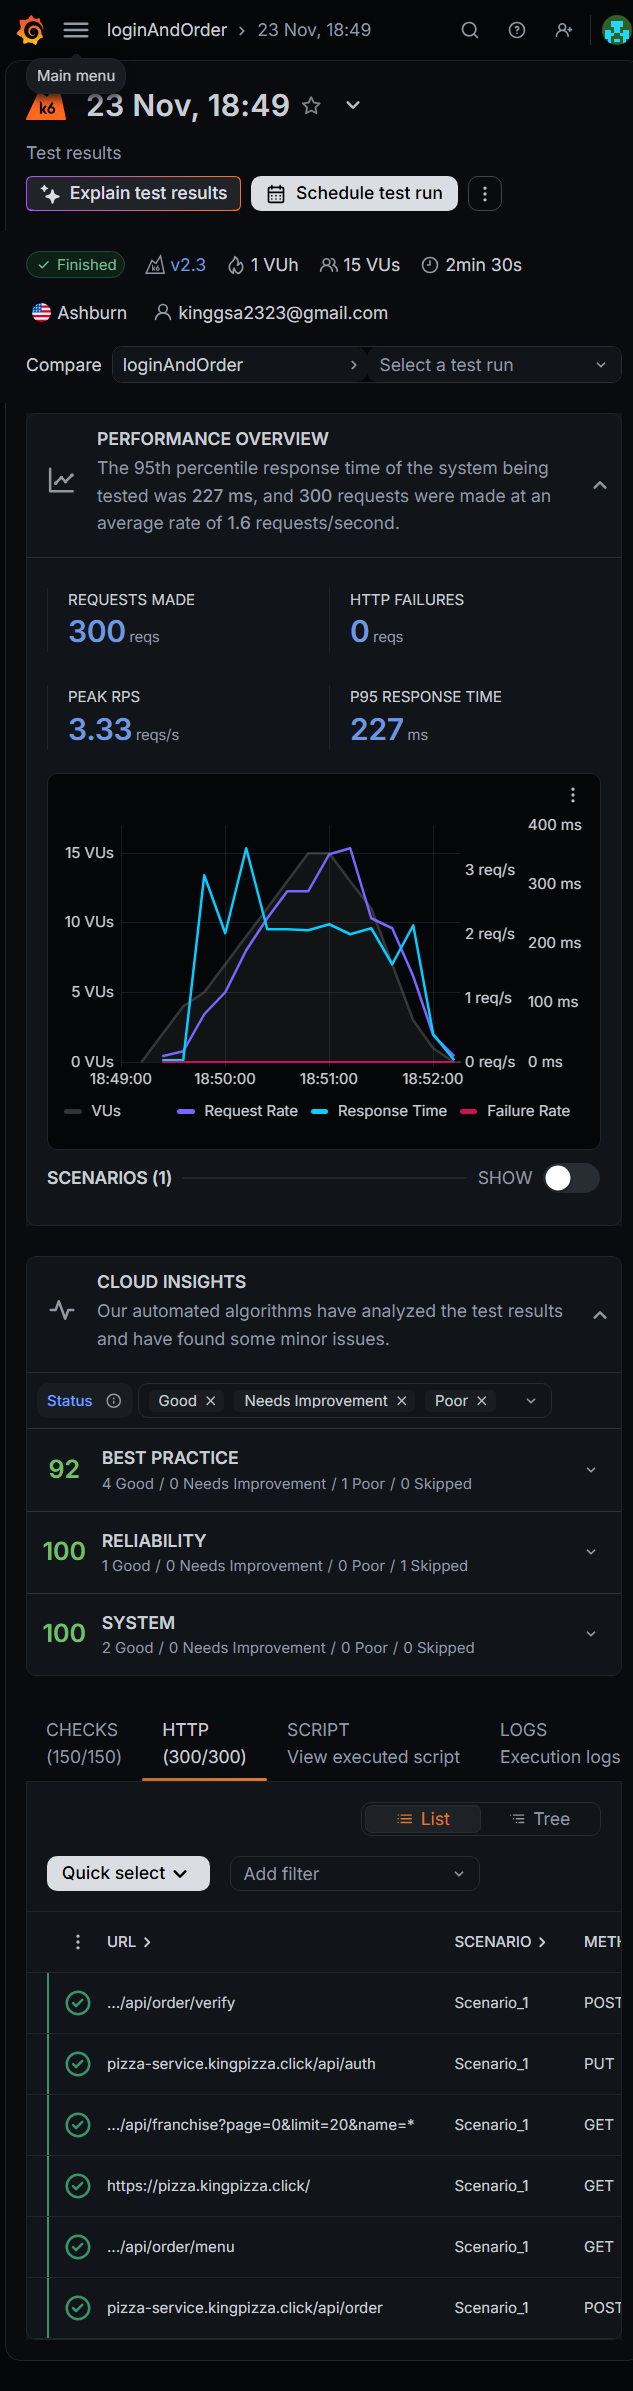 loginAndOrder › 23 Nov, 18:49
Main menu
k6
23 Nov, 18:49
Test results
Explain test results
Schedule test run
Finished
k6 v2.3
1 VUh
15 VUs
2min 30s
Ashburn
kinggsa2323@gmail.com
Compare
loginAndOrder
Select a test run
PERFORMANCE OVERVIEW
The 95th percentile response time of the system being
tested was 227 ms, and 300 requests were made at an
average rate of 1.6 requests/second.
REQUESTS MADE
300 reqs
HTTP FAILURES
0 reqs
PEAK RPS
3.33 reqs/s
P95 RESPONSE TIME
227 ms
400 ms
15 VUs
3 req/s
300 ms
10 VUs
2 req/s
200 ms
5 VUs
1 req/s
100 ms
0 VUs
0 req/s
0 ms
18:49:00
18:50:00
18:51:00
18:52:00
VUs
Request Rate
Response Time
Failure Rate
SCENARIOS (1)
SHOW
CLOUD INSIGHTS
Our automated algorithms have analyzed the test results
and have found some minor issues.
Status
Good
Needs Improvement
Poor
92
BEST PRACTICE
4 Good / 0 Needs Improvement / 1 Poor / 0 Skipped
100
RELIABILITY
1 Good / 0 Needs Improvement / 0 Poor / 1 Skipped
100
SYSTEM
2 Good / 0 Needs Improvement / 0 Poor / 0 Skipped
CHECKS
(150/150)
HTTP
(300/300)
SCRIPT
View executed script
LOGS
Execution logs
List
Tree
Quick select
Add filter
URL
SCENARIO
METH
.../api/order/verify
Scenario_1
POST
pizza-service.kingpizza.click/api/auth
Scenario_1
PUT
.../api/franchise?page=0&limit=20&name=*
Scenario_1
GET
https://pizza.kingpizza.click/
Scenario_1
GET
.../api/order/menu
Scenario_1
GET
pizza-service.kingpizza.click/api/order
Scenario_1
POST